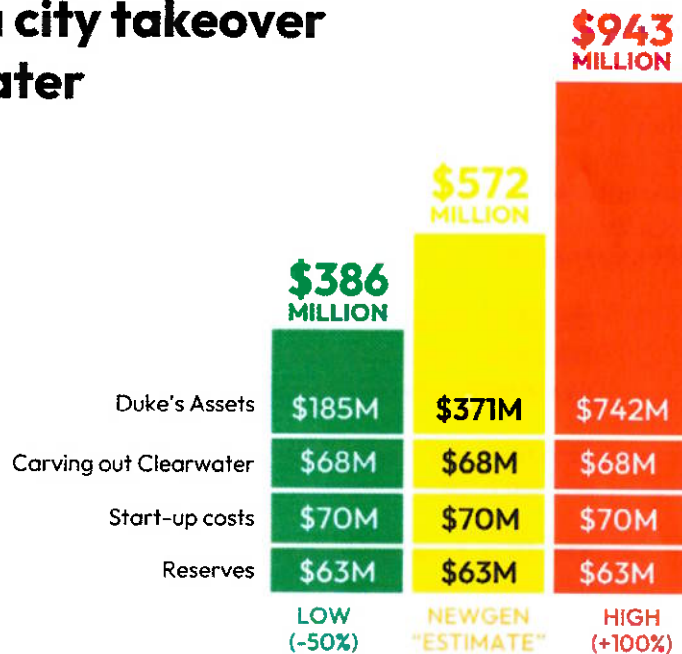 city takeover
ater
$943
MILLION
$572
MILLION
$386
MILLION
Duke's Assets $185M $371M $742M
Carving out Clearwater $68M $68M $68M
Start-up costs $70M $70M $70M
Reserves $63M $63M $63M
LOW NEWGEN HIGH
(-50%) "ESTIMATE" (+100%)